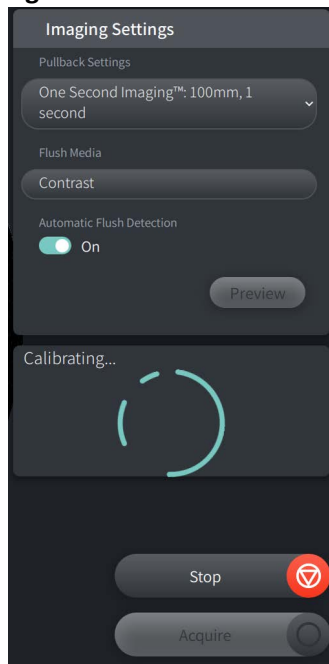 Imaging Settings
Pullback Settings
One Second Imaging™: 100mm, 1
second
Flush Media
Contrast
Automatic Flush Detection
On
Preview
Calibrating...
Stop
Acquire